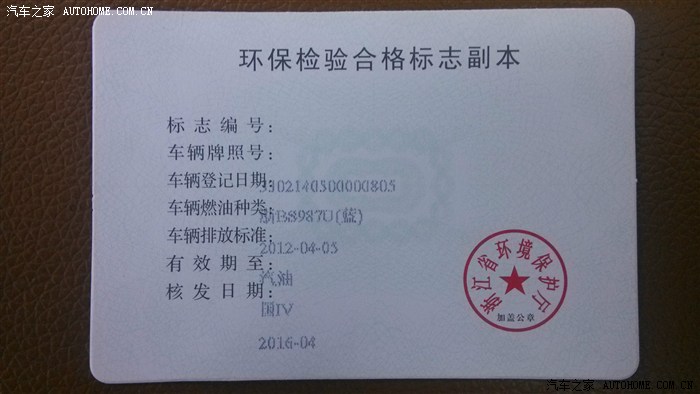 汽车之家 AUTOHOME.COM.CN
环保检验合格标志副本
标志编号：
车辆牌照号：
车辆登记日期：
3302140300000805
车辆燃油种类：
浙BS987U(蓝)
车辆排放标准：
2012-04-05
有效期至：
汽油
核发日期：
国IV
2016-04
浙江省环境保护厅
加盖公章
汽车之家 AUTOHOME.COM.CN